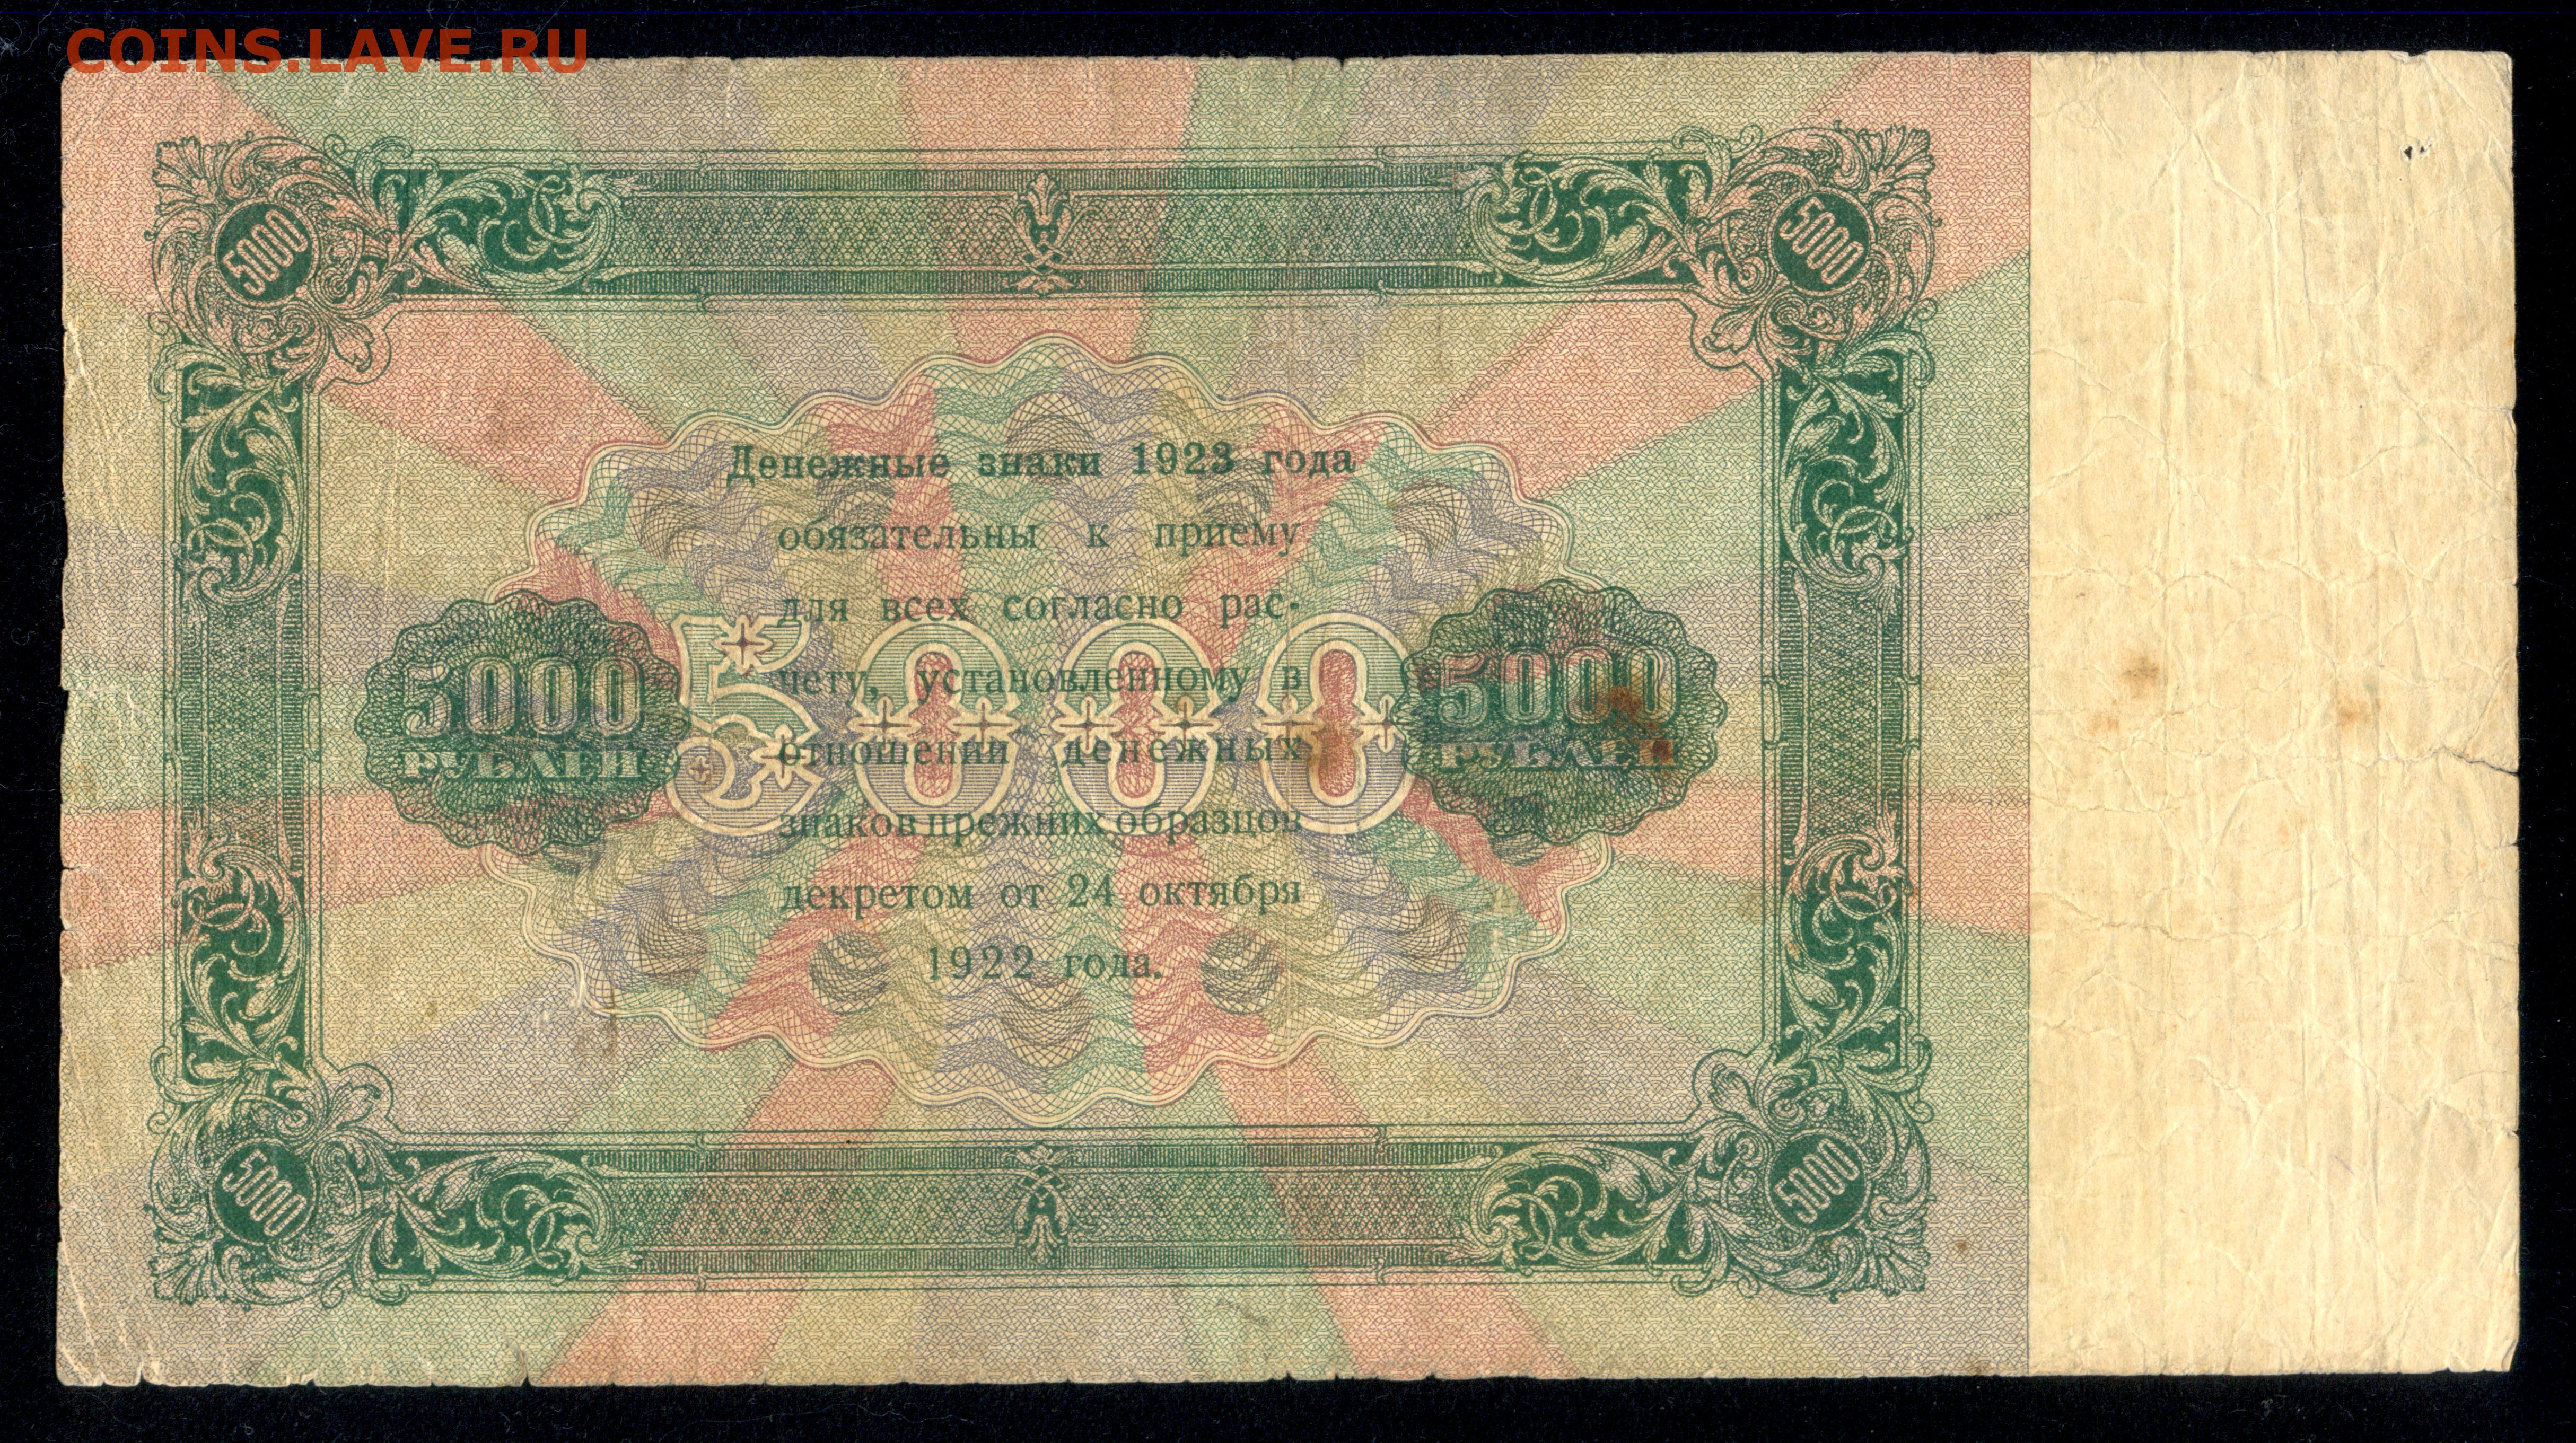 COINS.LAVE.RU
5000
5000
Денежные знаки 1923 года
обязательны к приему
для всех согласно рас-
чету, установленному в
отношении денежных
знаков прежних образцов
декретом от 24 октября
1922 года.
5000
РУБЛЕЙ
5000
5000
РУБЛЕЙ
5000
5000